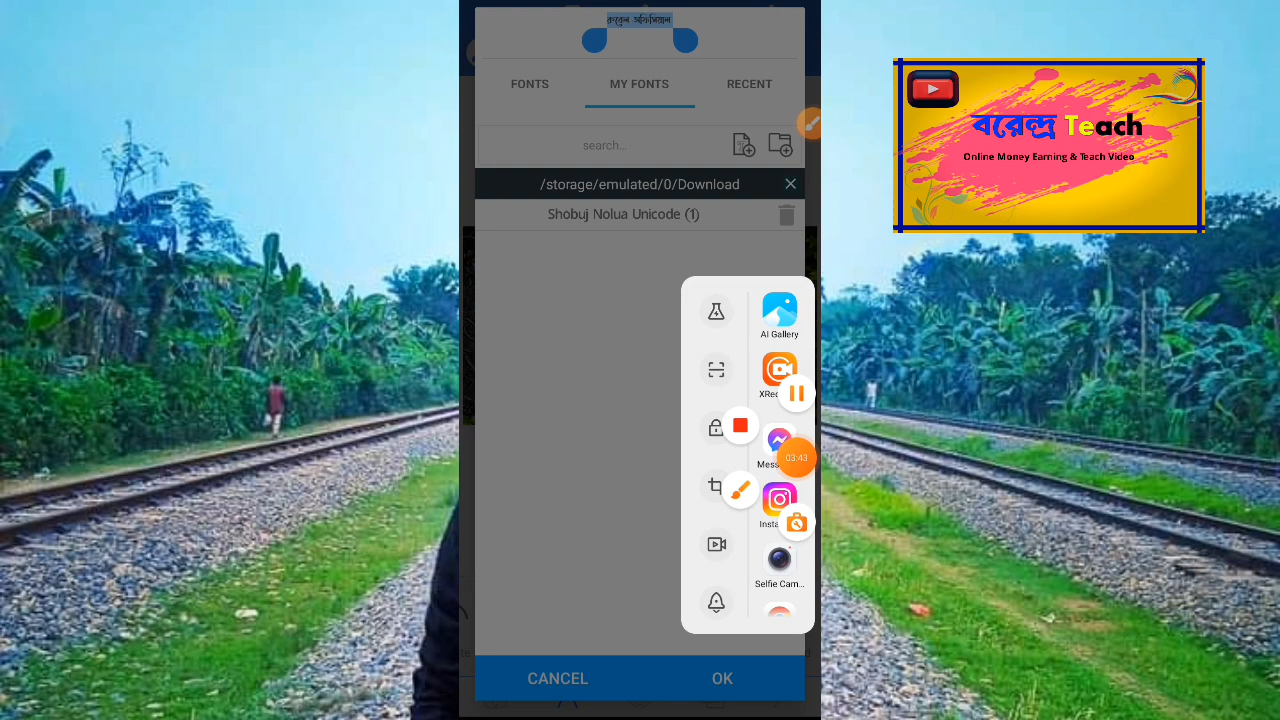 FONTS
MY FONTS
RECENT
search...
/storage/emulated/0/Download
Shobuj Nolua Unicode (1)
AI Gallery
03:43
Selfie Cam...
CANCEL
OK
বরেন্দ্র Teach
Online Money Earning & Teach Video